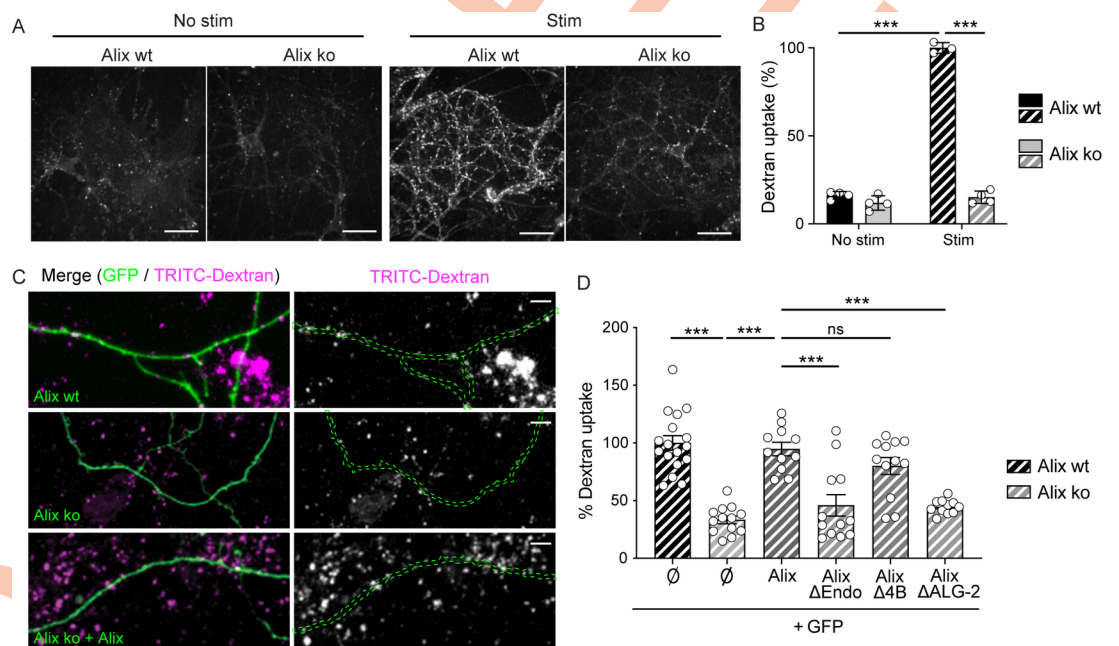 A
No stim
Stim
Alix wt
Alix ko
Alix wt
Alix ko
B
***
***
Dextran uptake (%)
100
50
0
No stim
Stim
Alix wt
Alix ko
C
Merge (GFP / TRITC-Dextran)
TRITC-Dextran
Alix wt
Alix ko
Alix ko + Alix
D
***
ns
***
***
***
% Dextran uptake
200
150
100
50
0
Ø
Ø
Alix
Alix
ΔEndo
Alix
Δ4B
Alix
ΔALG-2
+ GFP
Alix wt
Alix ko